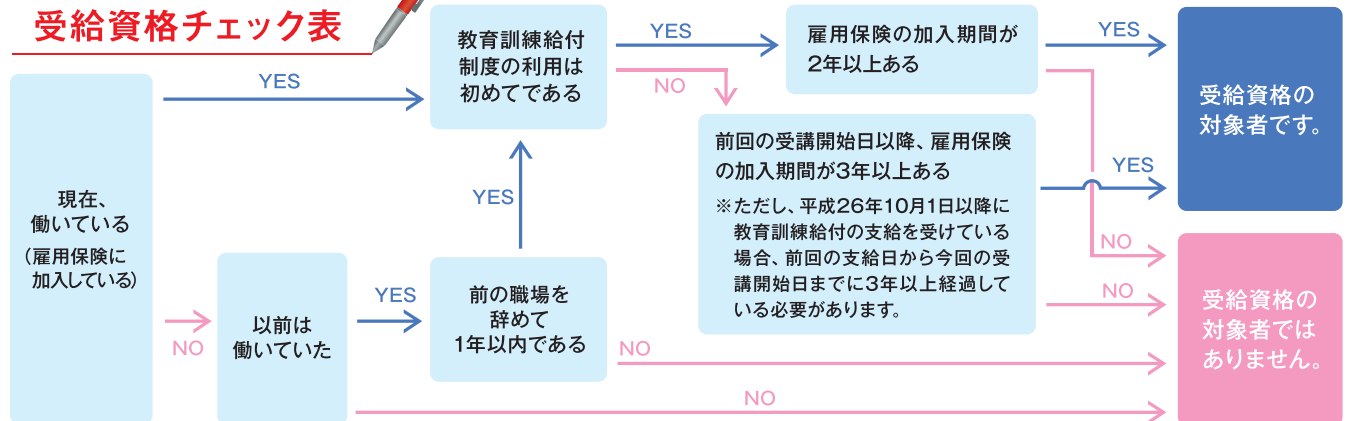 受給資格チェック表
現在、
働いている
(雇用保険に
加入している)
YES
NO
以前は
働いていた
YES
NO
前の職場を
辞めて
1年以内である
YES
NO
教育訓練給付
制度の利用は
初めてである
YES
NO
雇用保険の加入期間が
2年以上ある
YES
NO
前回の受講開始日以降、雇用保険
の加入期間が3年以上ある
※ただし、平成26年10月1日以降に
教育訓練給付の支給を受けている
場合、前回の支給日から今回の受
講開始日までに3年以上経過して
いる必要があります。
YES
NO
受給資格の
対象者です。
受給資格の
対象者では
ありません。